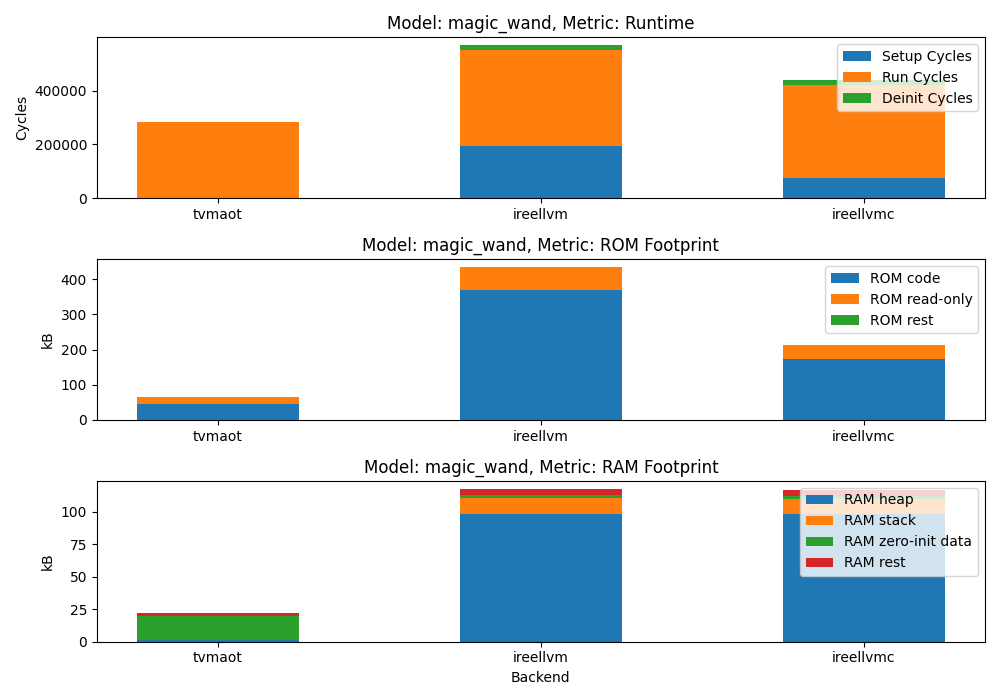 Model: magic_wand, Metric: Runtime
Cycles
400000
200000
0
Setup Cycles
Run Cycles
Deinit Cycles
tvmaot
ireellvm
ireellvmc
Model: magic_wand, Metric: ROM Footprint
kB
400
300
200
100
0
ROM code
ROM read-only
ROM rest
tvmaot
ireellvm
ireellvmc
Model: magic_wand, Metric: RAM Footprint
kB
100
75
50
25
0
RAM heap
RAM stack
RAM zero-init data
RAM rest
tvmaot
ireellvm
ireellvmc
Backend